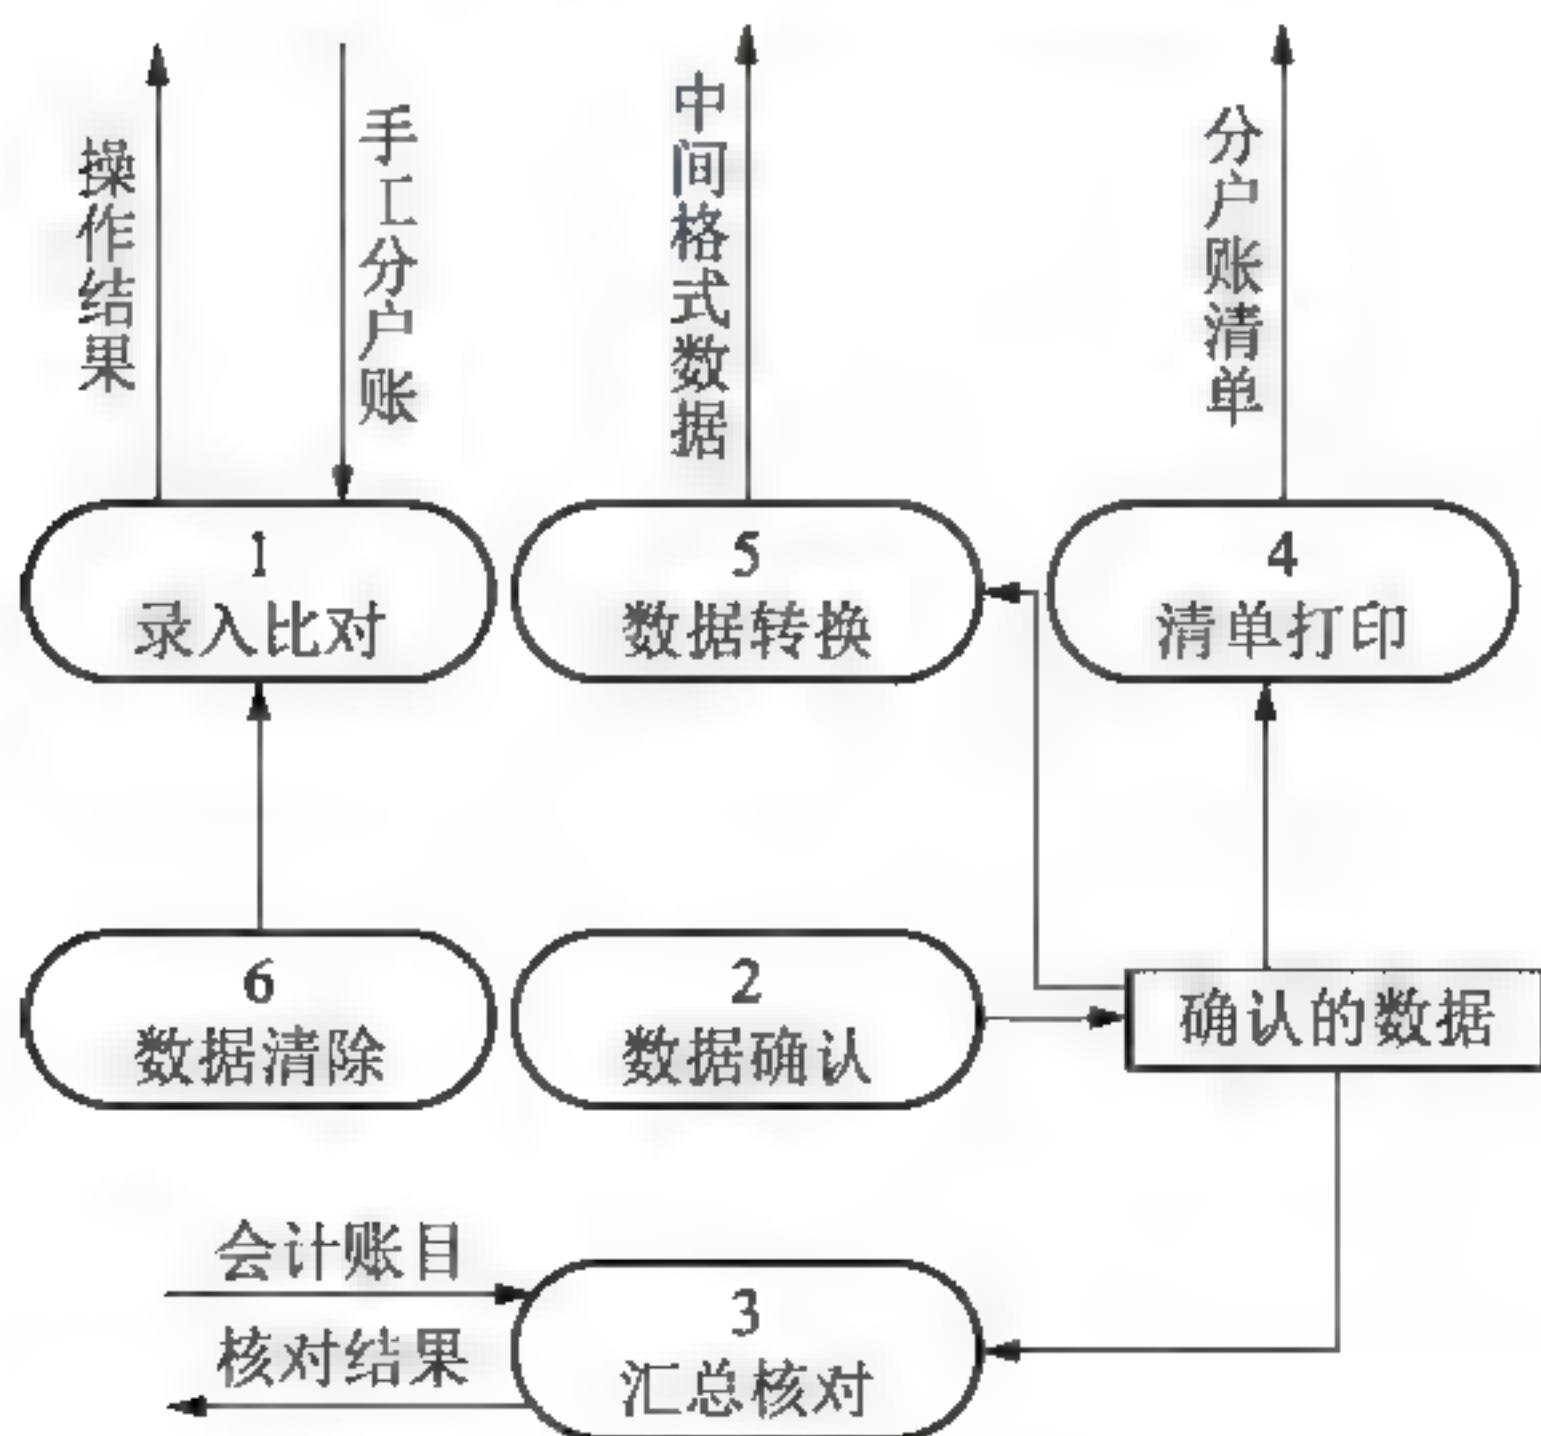 操作结果
手工分户账
中间格式数据
分户账清单
1
录入比对
5
数据转换
4
清单打印
6
数据清除
2
数据确认
确认的数据
会计账目
核对结果
3
汇总核对